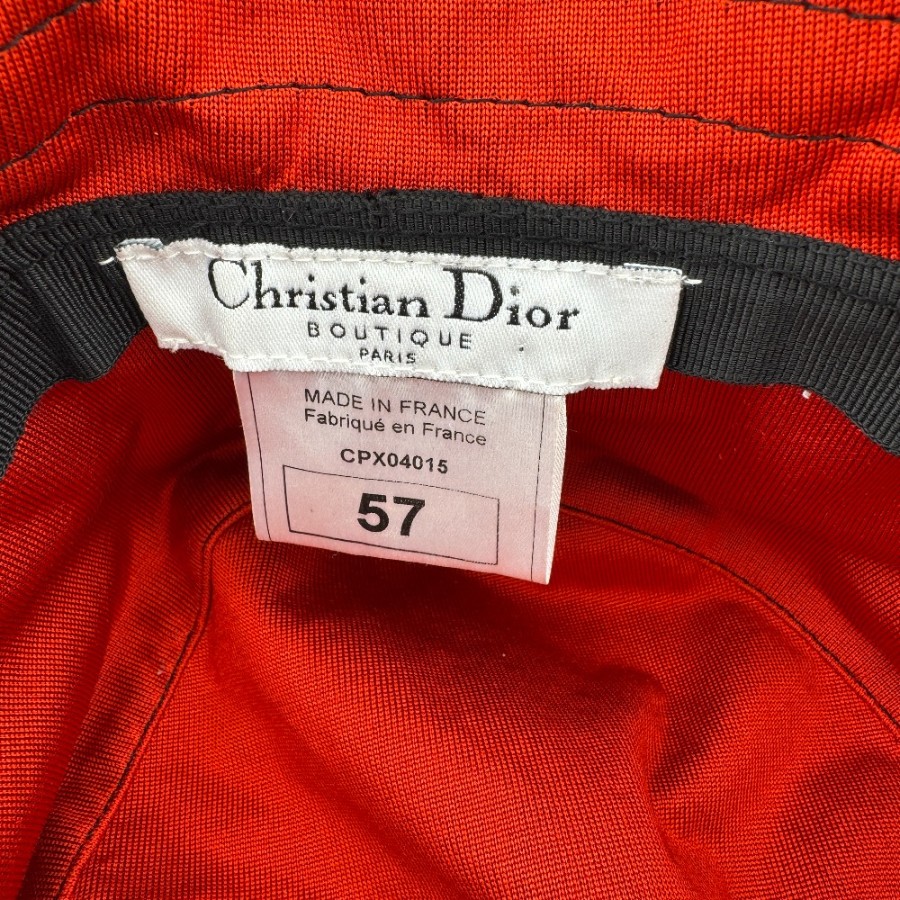 Christian Dior
BOUTIQUE
PARIS
MADE IN FRANCE
Fabriqué en France
CPX04015
57